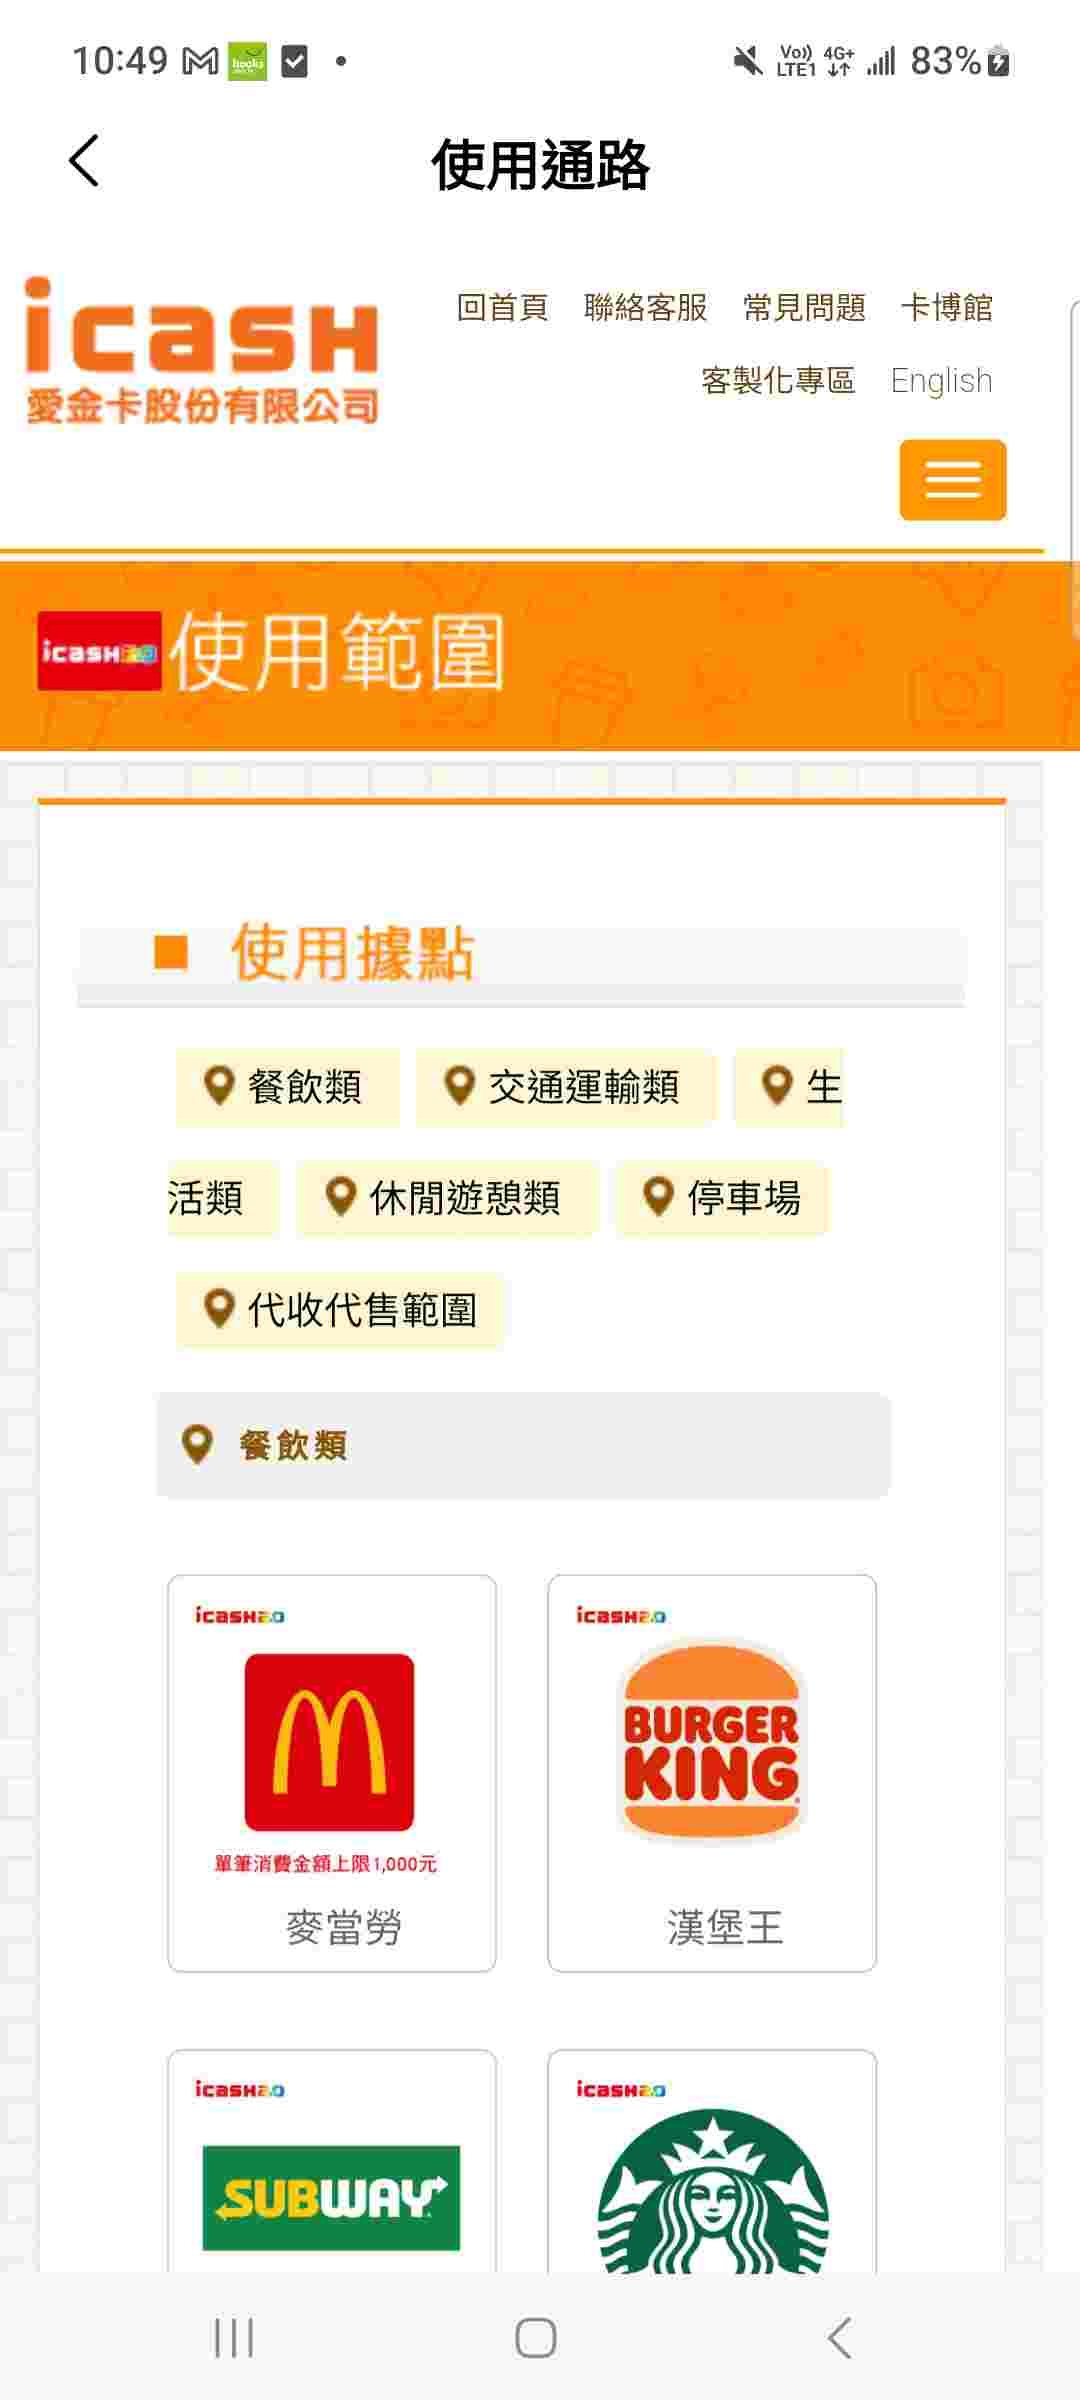 10:49
books
Vo)) LTE1 4G+ 83%
使用通路
icash
愛金卡股份有限公司
回首頁 聯絡客服 常見問題 卡博館
客製化專區 English
icash2.0 使用範圍
使用據點
餐飲類 交通運輸類 生
活類 休閒遊憩類 停車場
代收代售範圍
餐飲類
icash2.0 icash2.0
BURGER
KING
單筆消費金額上限1,000元
麥當勞 漢堡王
icash2.0 icash2.0
SUBWAY